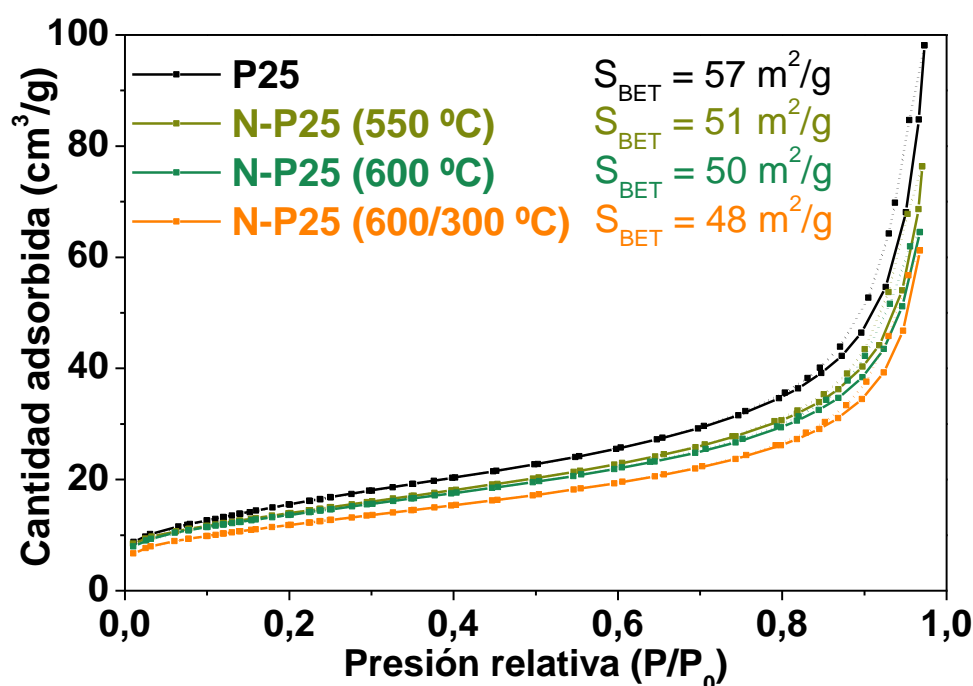 Cantidad adsorbida (cm³/g)
100
80
60
40
20
0
P25 S_BET = 57 m²/g
N-P25 (550 ºC) S_BET = 51 m²/g
N-P25 (600 ºC) S_BET = 50 m²/g
N-P25 (600/300 ºC) S_BET = 48 m²/g
0,0 0,2 0,4 0,6 0,8 1,0
Presión relativa (P/P₀)